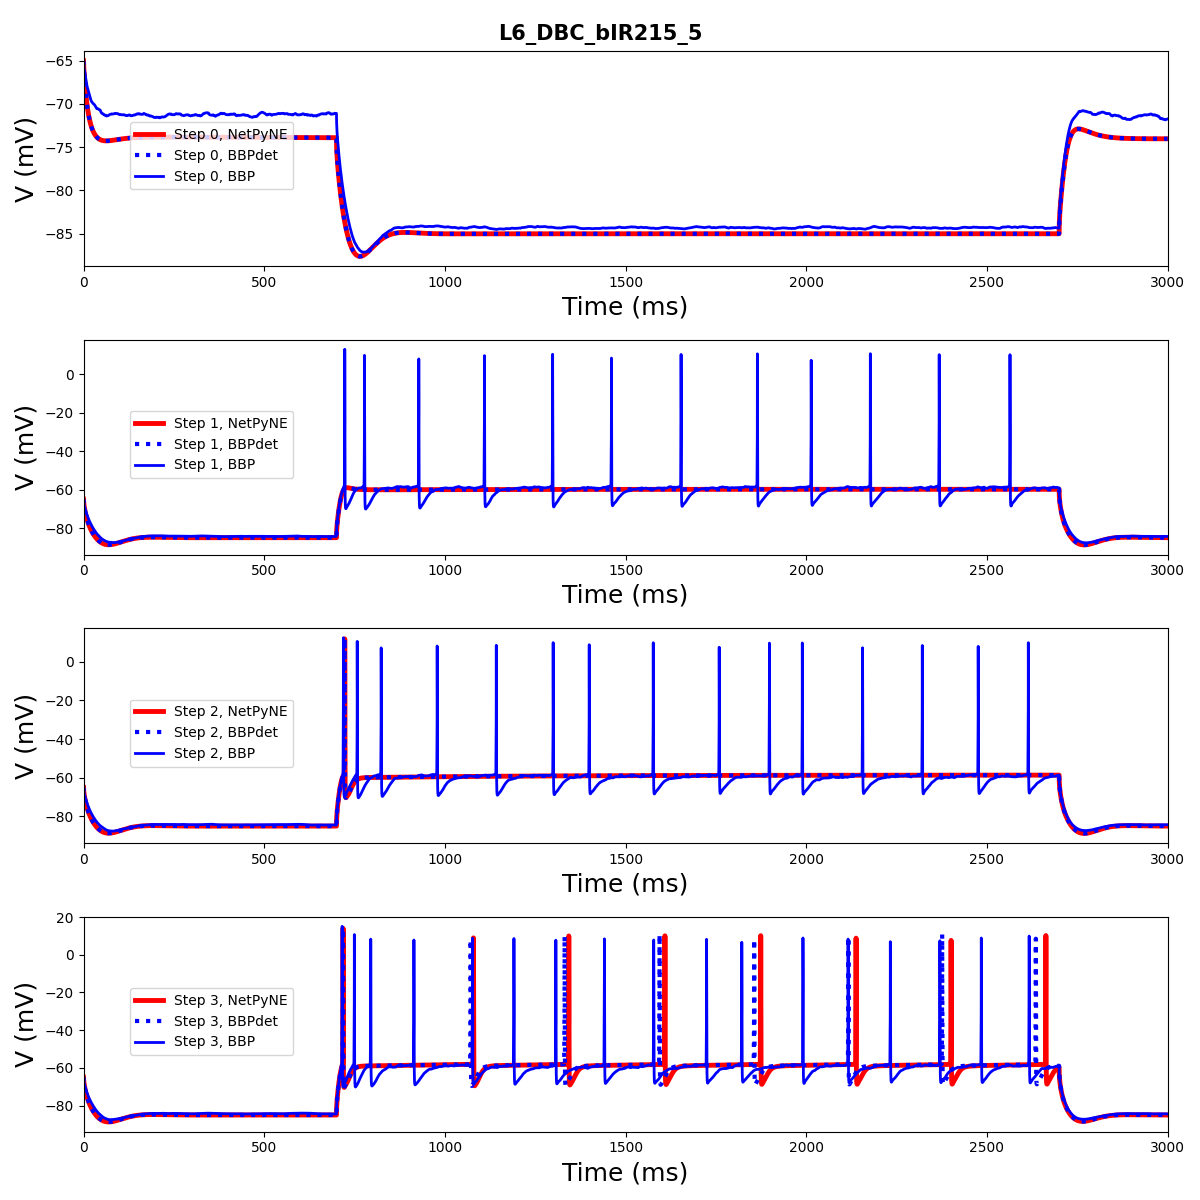 L6_DBC_bIR215_5
−65
−70
−75
−80
−85
V (mV)
Step 0, NetPyNE
Step 0, BBPdet
Step 0, BBP
0 500 1000 1500 2000 2500 3000
Time (ms)
0
−20
−40
−60
−80
V (mV)
Step 1, NetPyNE
Step 1, BBPdet
Step 1, BBP
0 500 1000 1500 2000 2500 3000
Time (ms)
0
−20
−40
−60
−80
V (mV)
Step 2, NetPyNE
Step 2, BBPdet
Step 2, BBP
0 500 1000 1500 2000 2500 3000
Time (ms)
20
0
−20
−40
−60
−80
V (mV)
Step 3, NetPyNE
Step 3, BBPdet
Step 3, BBP
0 500 1000 1500 2000 2500 3000
Time (ms)